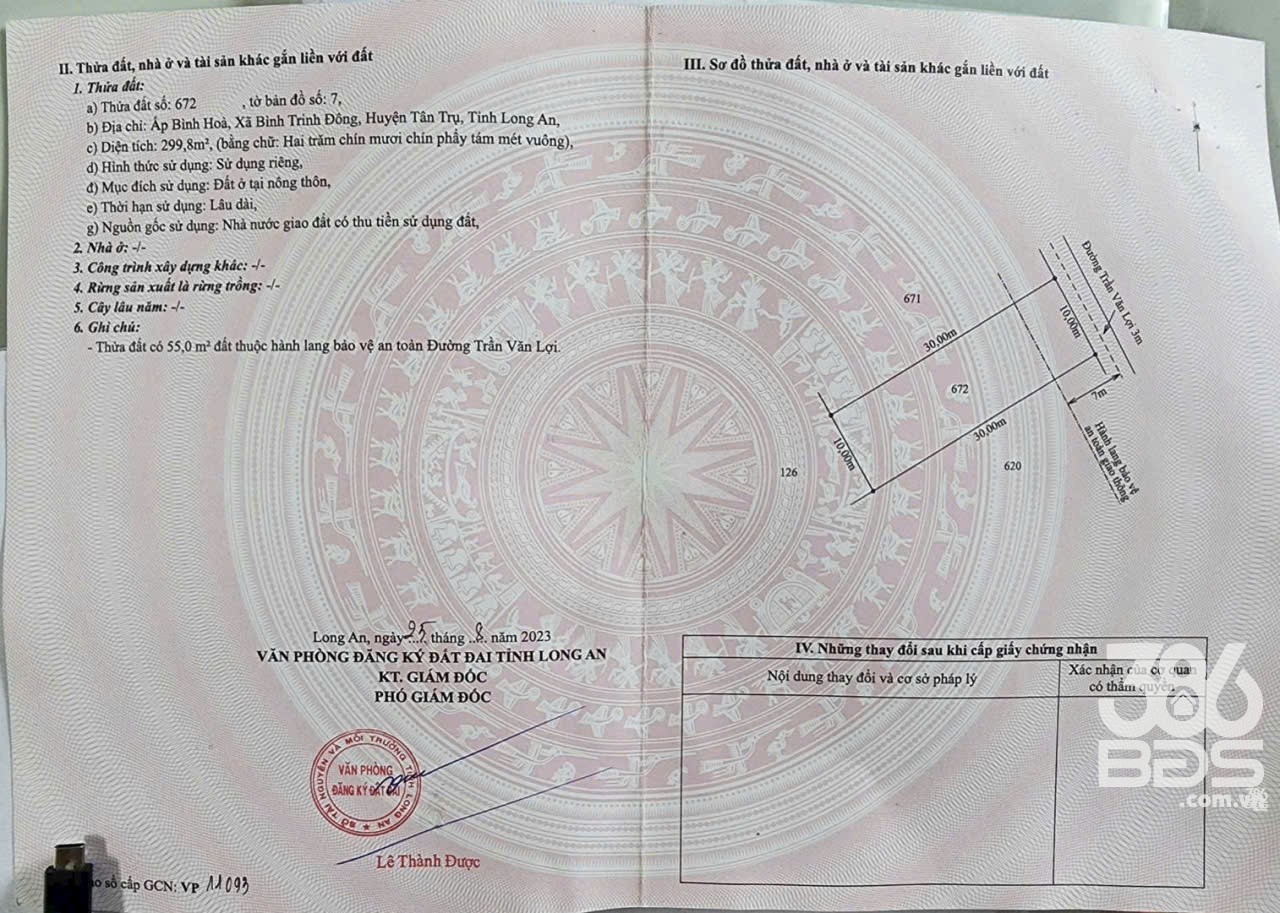 II. Thửa đất, nhà ở và tài sản khác gắn liền với đất
1. Thửa đất:
a) Thửa đất số: 672 , tờ bản đồ số: 7,
b) Địa chỉ: Ấp Bình Hoà, Xã Bình Trinh Đông, Huyện Tân Trụ, Tỉnh Long An,
c) Diện tích: 299,8m², (bằng chữ: Hai trăm chín mươi chín phẩy tám mét vuông),
d) Hình thức sử dụng: Sử dụng riêng,
đ) Mục đích sử dụng: Đất ở tại nông thôn,
e) Thời hạn sử dụng: Lâu dài,
g) Nguồn gốc sử dụng: Nhà nước giao đất có thu tiền sử dụng đất,
2. Nhà ở: -/-
3. Công trình xây dựng khác: -/-
4. Rừng sản xuất là rừng trồng: -/-
5. Cây lâu năm: -/-
6. Ghi chú:
- Thửa đất có 55,0 m² đất thuộc hành lang bảo vệ an toàn Đường Trần Văn Lợi.
Long An, ngày 25 tháng 8 năm 2023
VĂN PHÒNG ĐĂNG KÝ ĐẤT ĐAI TỈNH LONG AN
KT. GIÁM ĐỐC
PHÓ GIÁM ĐỐC
SỞ TÀI NGUYÊN VÀ MÔI TRƯỜNG TỈNH LONG AN
VĂN PHÒNG
ĐĂNG KÝ ĐẤT ĐAI
Lê Thành Được
số cấp GCN: VP 11093
III. Sơ đồ thửa đất, nhà ở và tài sản khác gắn liền với đất
Đường Trần Văn Lợi 3m
671
10,00m
30,00m
672
7m
10,00m
30,00m
Hành lang bảo vệ
an toàn giao thông
126
620
IV. Những thay đổi sau khi cấp giấy chứng nhận
Nội dung thay đổi và cơ sở pháp lý
Xác nhận của cơ quan
có thẩm quyền
386
BDS
.com.vn